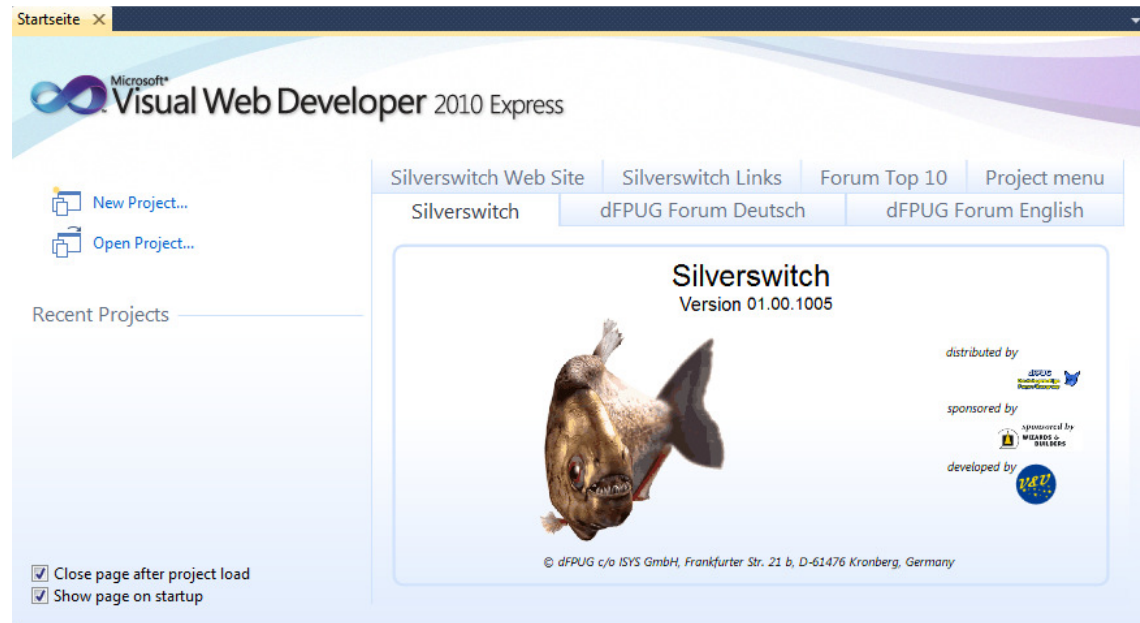 Startseite
Microsoft®
Visual Web Developer 2010 Express
New Project...
Open Project...
Recent Projects
Close page after project load
Show page on startup
Silverswitch Web Site
Silverswitch Links
Forum Top 10
Project menu
Silverswitch
dFPUG Forum Deutsch
dFPUG Forum English
Silverswitch
Version 01.00.1005
distributed by
dFPUG
sponsored by
sponsored by
WIZARDS &
BUILDERS
developed by
V&V
© dFPUG c/o ISYS GmbH, Frankfurter Str. 21 b, D-61476 Kronberg, Germany